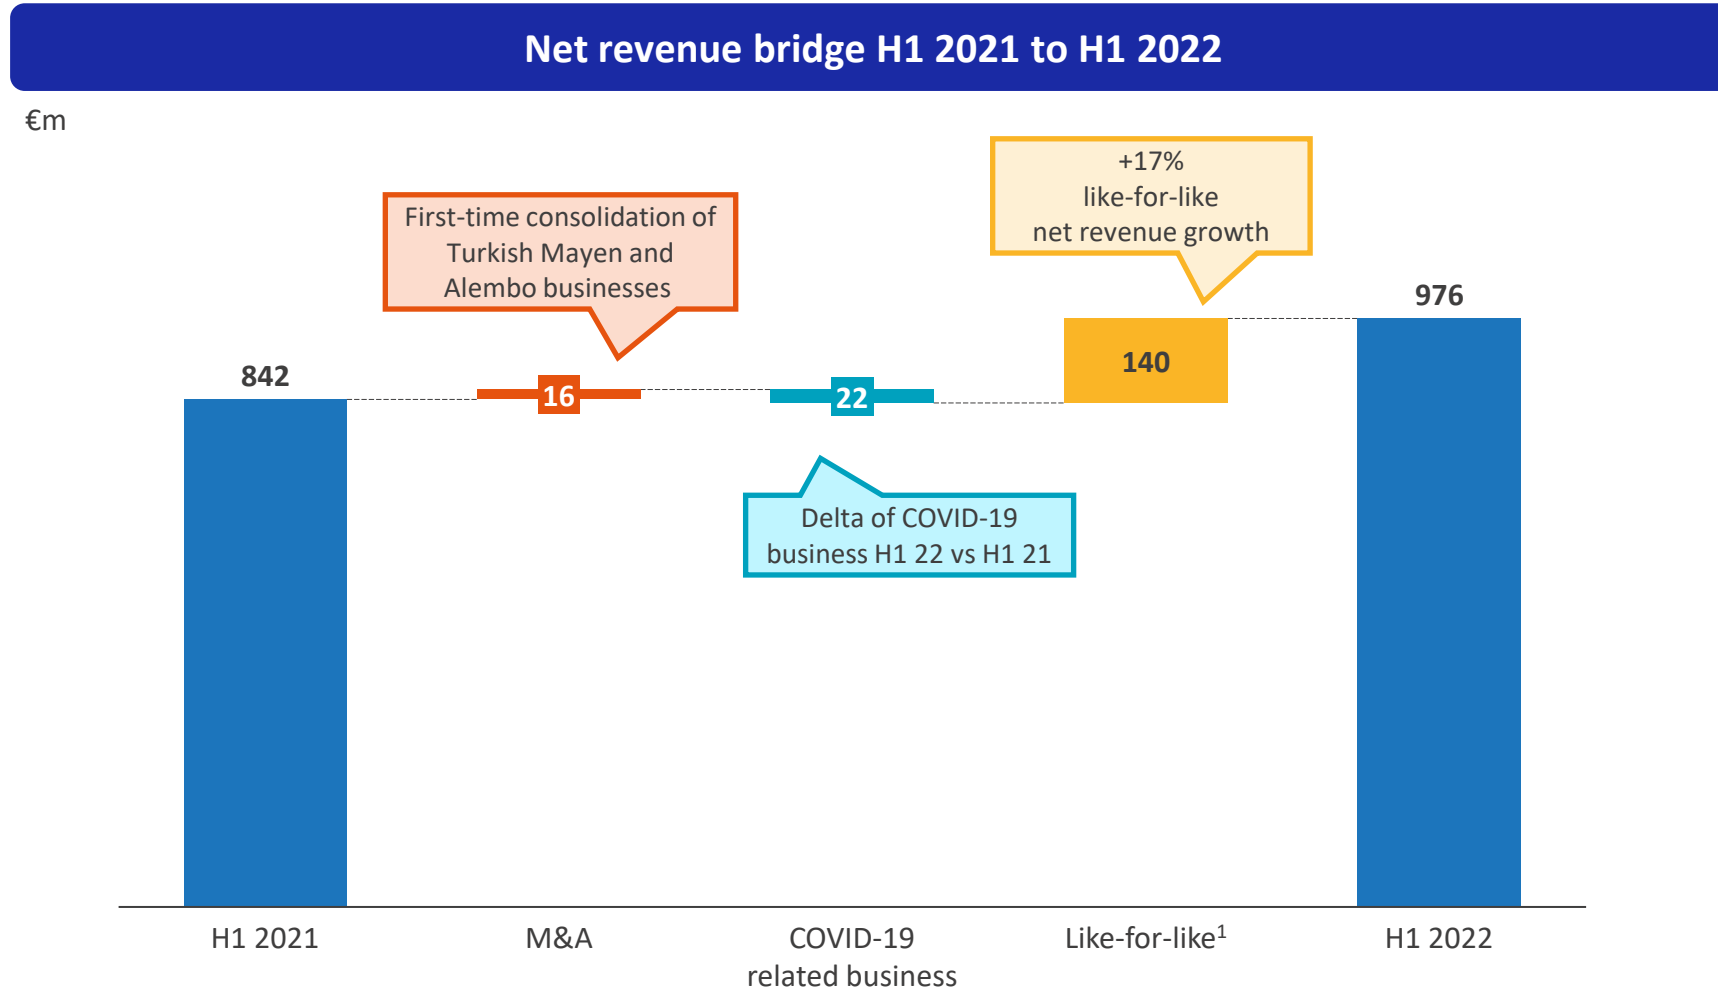 Net revenue bridge H1 2021 to H1 2022
€m
+17%
like-for-like
net revenue growth
First-time consolidation of
Turkish Mayen and
Alembo businesses
976
842
140
16
22
Delta of COVID-19
business H1 22 vs H1 21
H1 2021
M&A
COVID-19
related business
Like-for-like¹
H1 2022